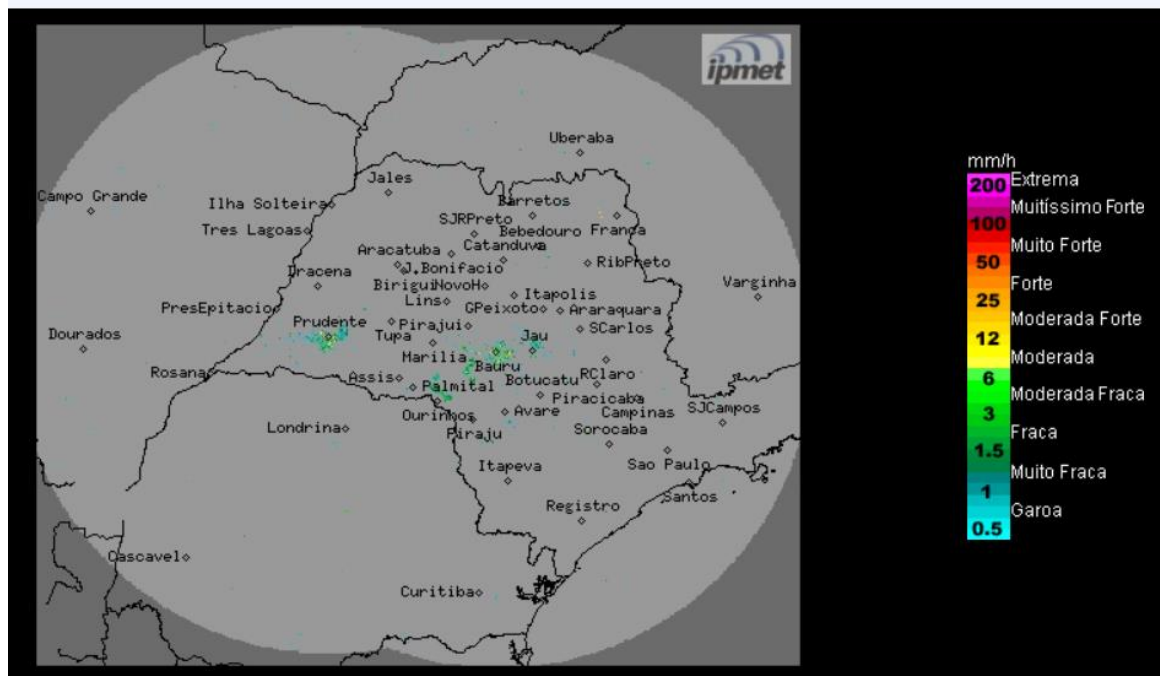 ipmet
Uberaba
Jales
Campo Grande
Ilha Solteira
Barretos
SJRPreto
Tres Lagoas
Bebedouro
Franca
Aracatuba
Catanduva
Dracena
J.Bonifacio
RibPreto
Varginha
Birigui
NovoH
Itapolis
Lins
PresEpitacio
GPeixoto
Araraquara
Prudente
Pirajui
SCarlos
Dourados
Tupa
Jau
Marilia
Bauru
RClaro
Rosana
Assis
Palmital
Botucatu
Piracicaba
Ourinhos
Avare
Campinas
SJCampos
Londrina
Piraju
Sorocaba
Itapeva
Sao Paulo
Santos
Registro
Cascavel
Curitiba
mm/h
200 Extrema
Muitíssimo Forte
100
Muito Forte
50
Forte
25
Moderada Forte
12
Moderada
6
Moderada Fraca
3
Fraca
1.5
Muito Fraca
1
Garoa
0.5